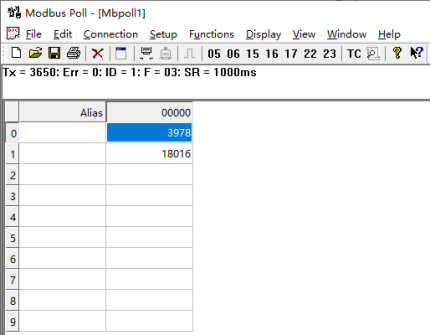 Modbus Poll - [Mbpoll1]
File Edit Connection Setup Functions Display View Window Help
05 06 15 16 17 22 23 TC
Tx = 3650: Err = 0: ID = 1: F = 03: SR = 1000ms
Alias 00000
0 3978
1 18016
2
3
4
5
6
7
8
9